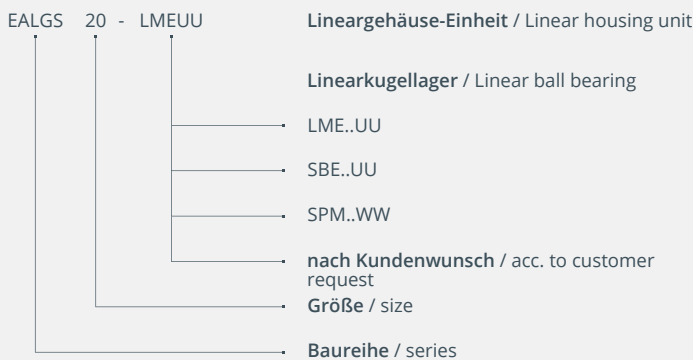 EALGS 20 - LMEUU Lineargehäuse-Einheit / Linear housing unit
Linearkugellager / Linear ball bearing
LME..UU
SBE..UU
SPM..WW
nach Kundenwunsch / acc. to customer
request
Größe / size
Baureihe / series